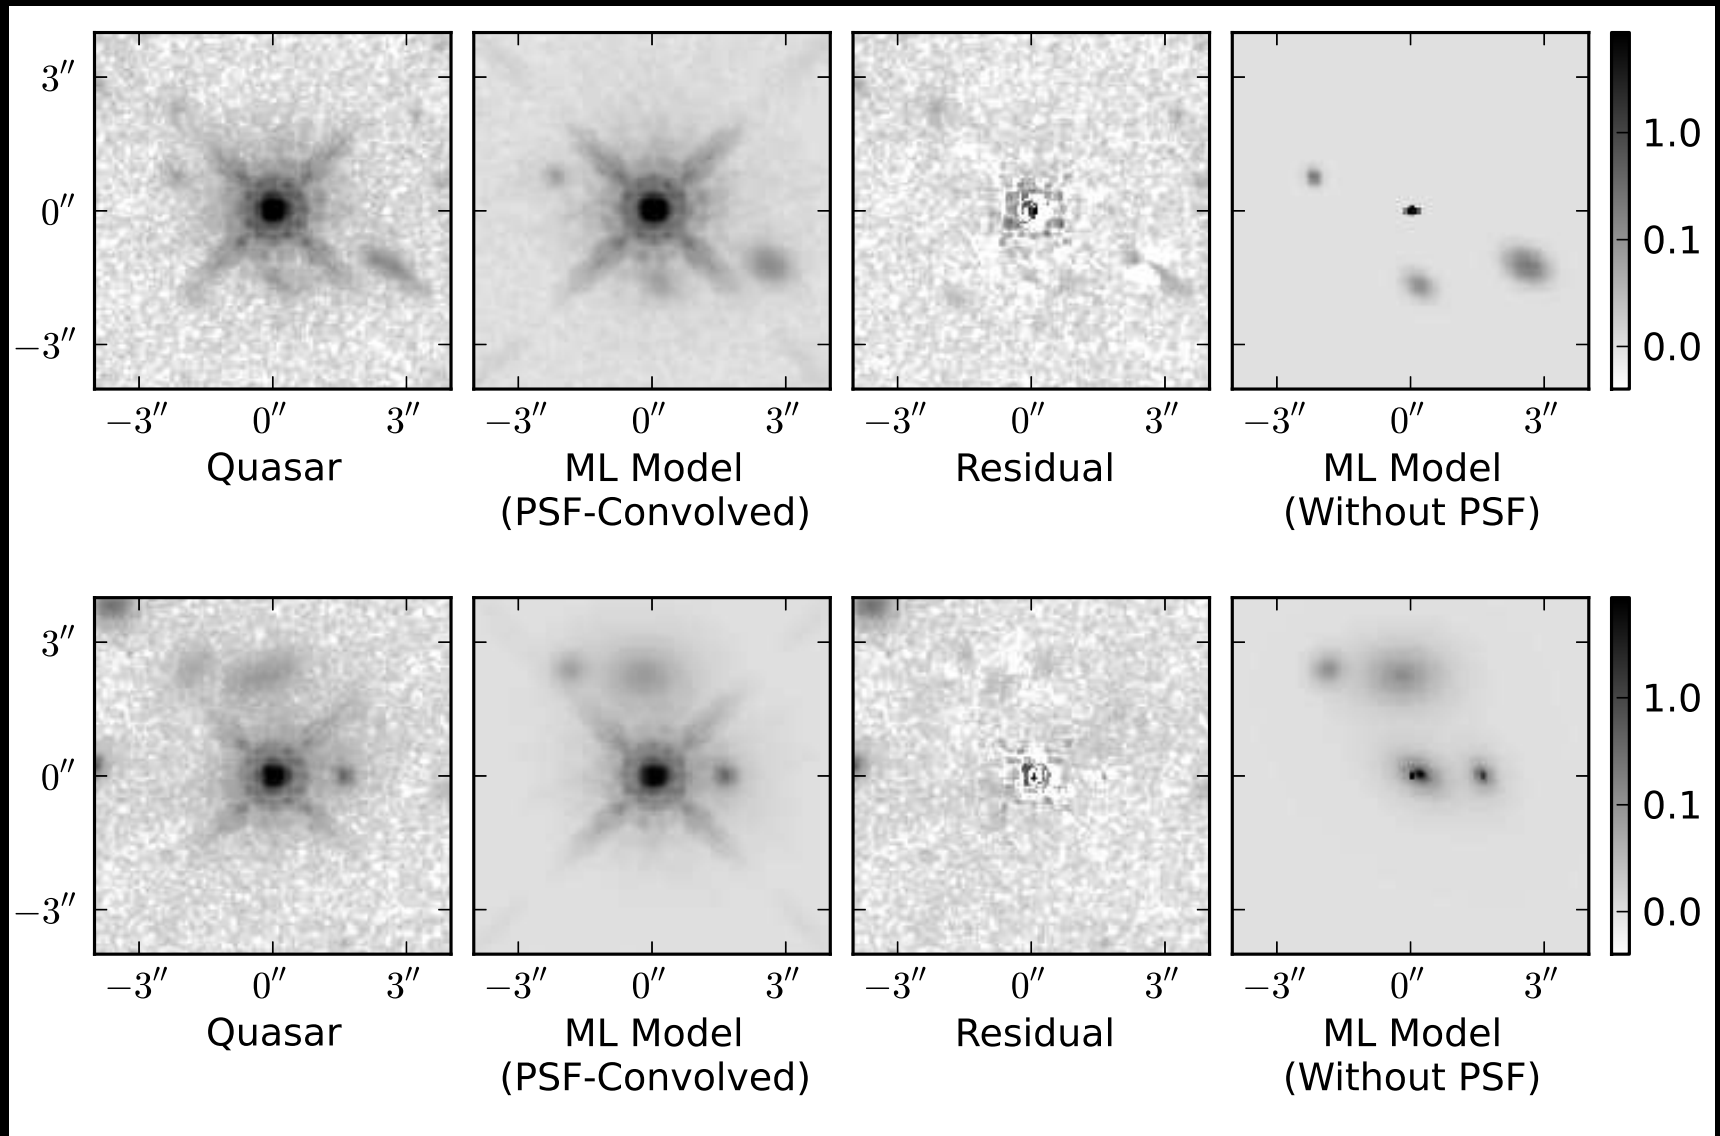 3″
0″
−3″
−3″ 0″ 3″ −3″ 0″ 3″ −3″ 0″ 3″ −3″ 0″ 3″
1.0
0.1
0.0
Quasar ML Model Residual ML Model
(PSF-Convolved) (Without PSF)
3″
0″
−3″
−3″ 0″ 3″ −3″ 0″ 3″ −3″ 0″ 3″ −3″ 0″ 3″
1.0
0.1
0.0
Quasar ML Model Residual ML Model
(PSF-Convolved) (Without PSF)